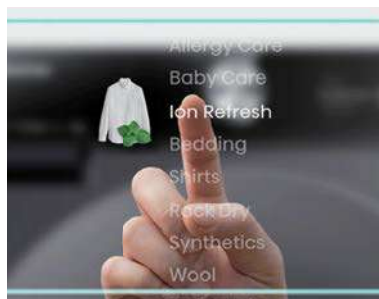 Allergy Care
Baby Care
Ion Refresh
Bedding
Shirts
Rack Dry
Synthetics
Wool